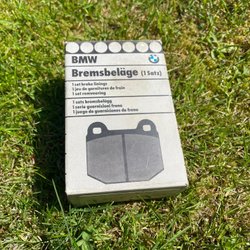 BMW
Bremsbeläge (1 Satz)
1 set brake linings
1 jeu de garnitures de frein
1 set remvoering
1 sats bromsbelägg
1 serie guarnizioni freno
1 juego de guarniciones de freno